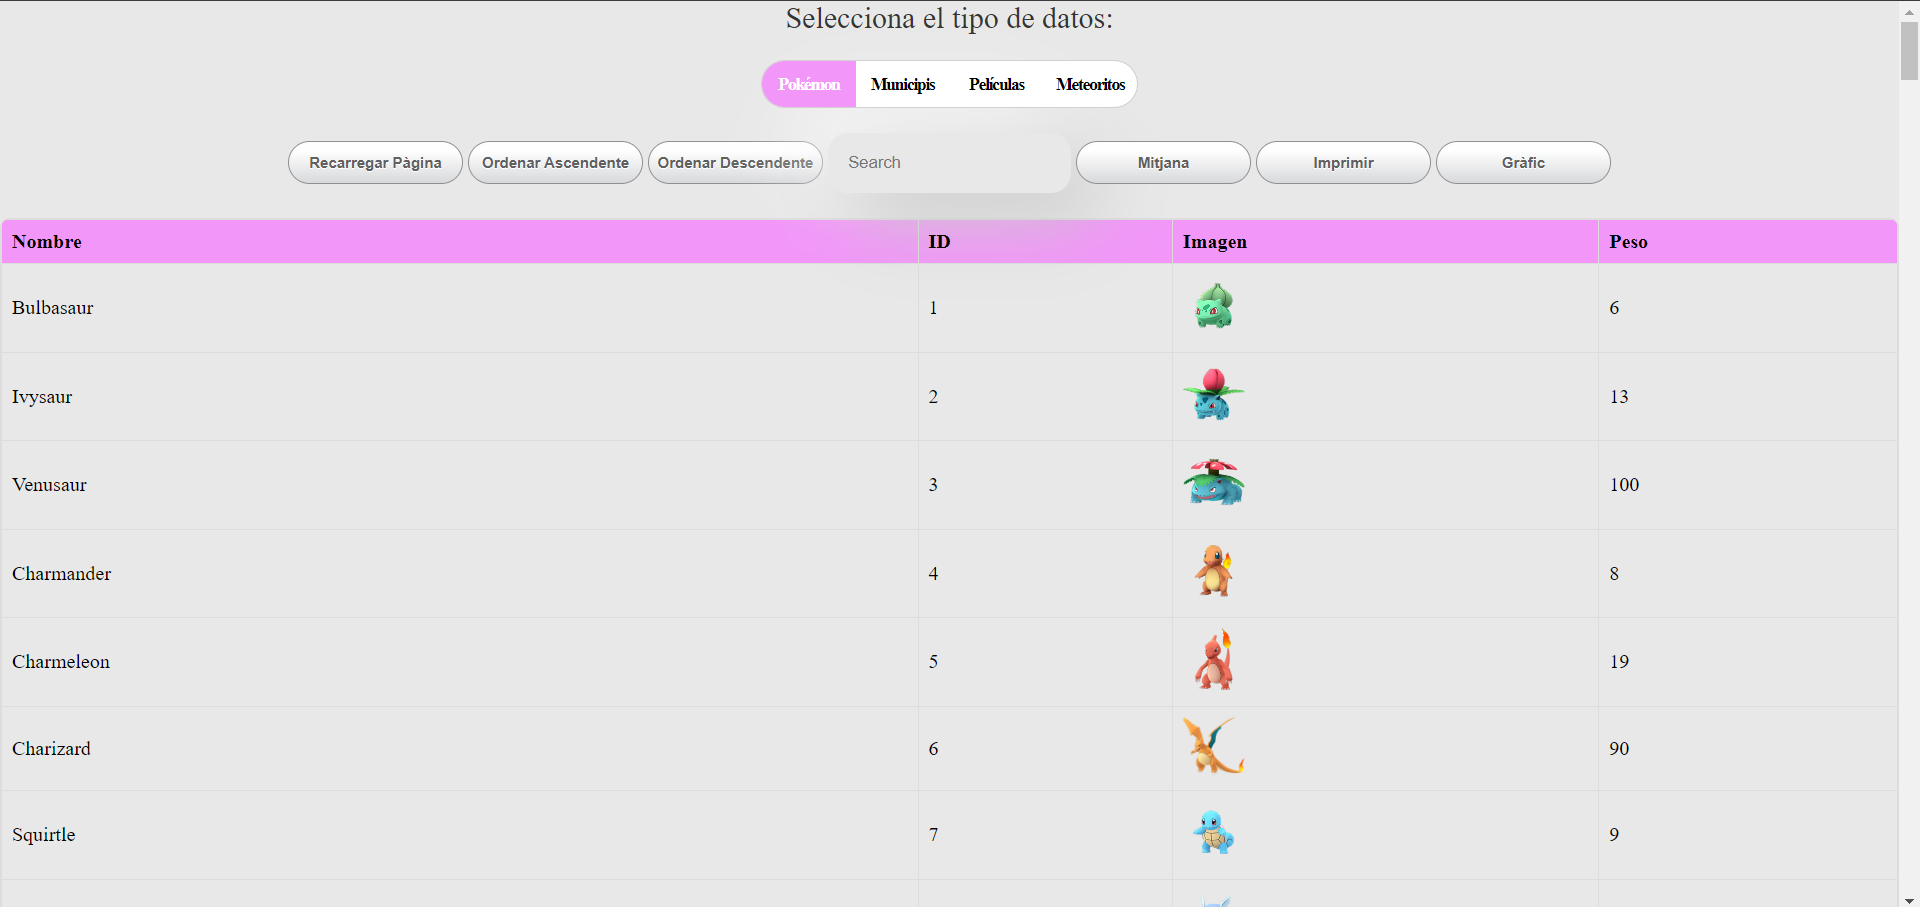 Selecciona el tipo de datos:
Pokémon Municipis Películas Meteoritos
Recarregar Pàgina Ordenar Ascendente Ordenar Descendente Search Mitjana Imprimir Gràfic
Nombre ID Imagen Peso
Bulbasaur 1 6
Ivysaur 2 13
Venusaur 3 100
Charmander 4 8
Charmeleon 5 19
Charizard 6 90
Squirtle 7 9